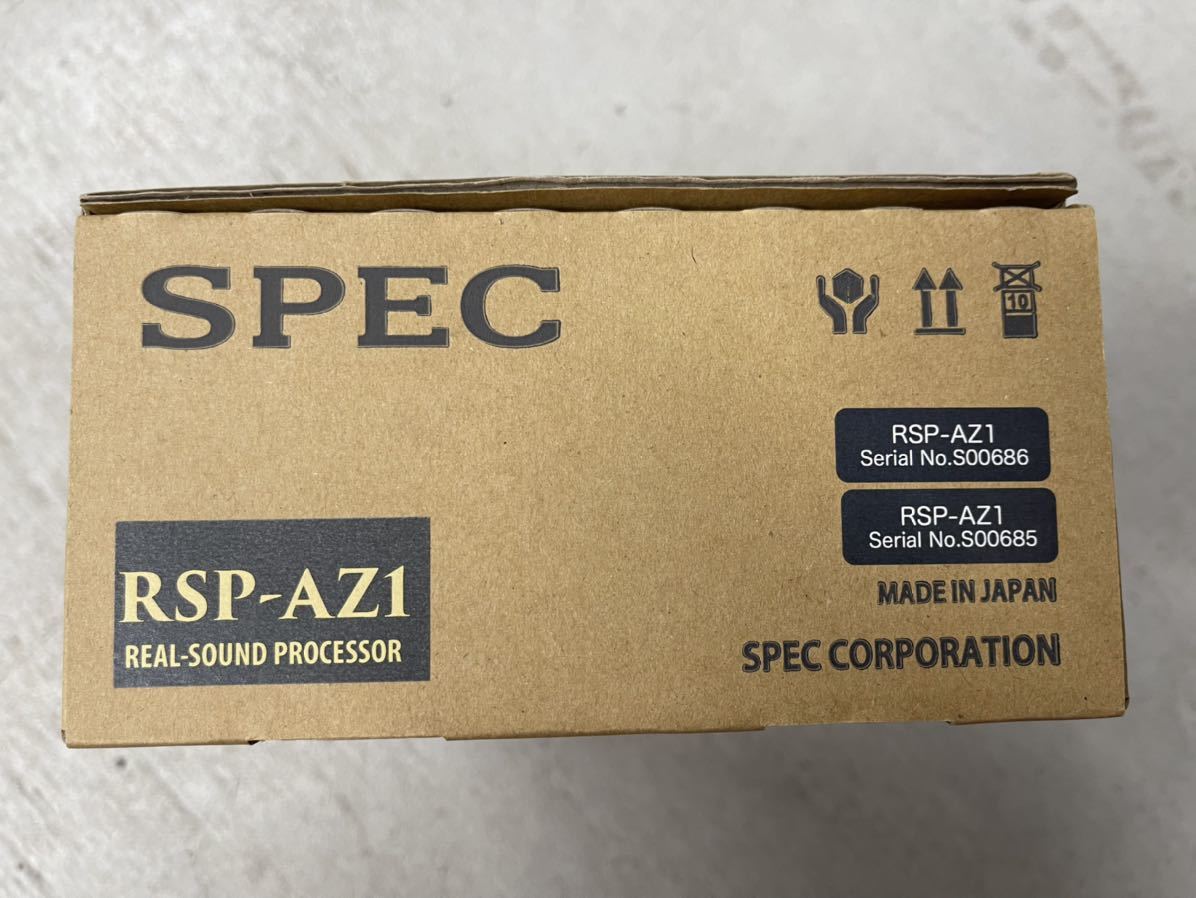 SPEC
10
RSP-AZ1
Serial No.S00686
RSP-AZ1
Serial No.S00685
MADE IN JAPAN
SPEC CORPORATION
RSP-AZ1
REAL-SOUND PROCESSOR